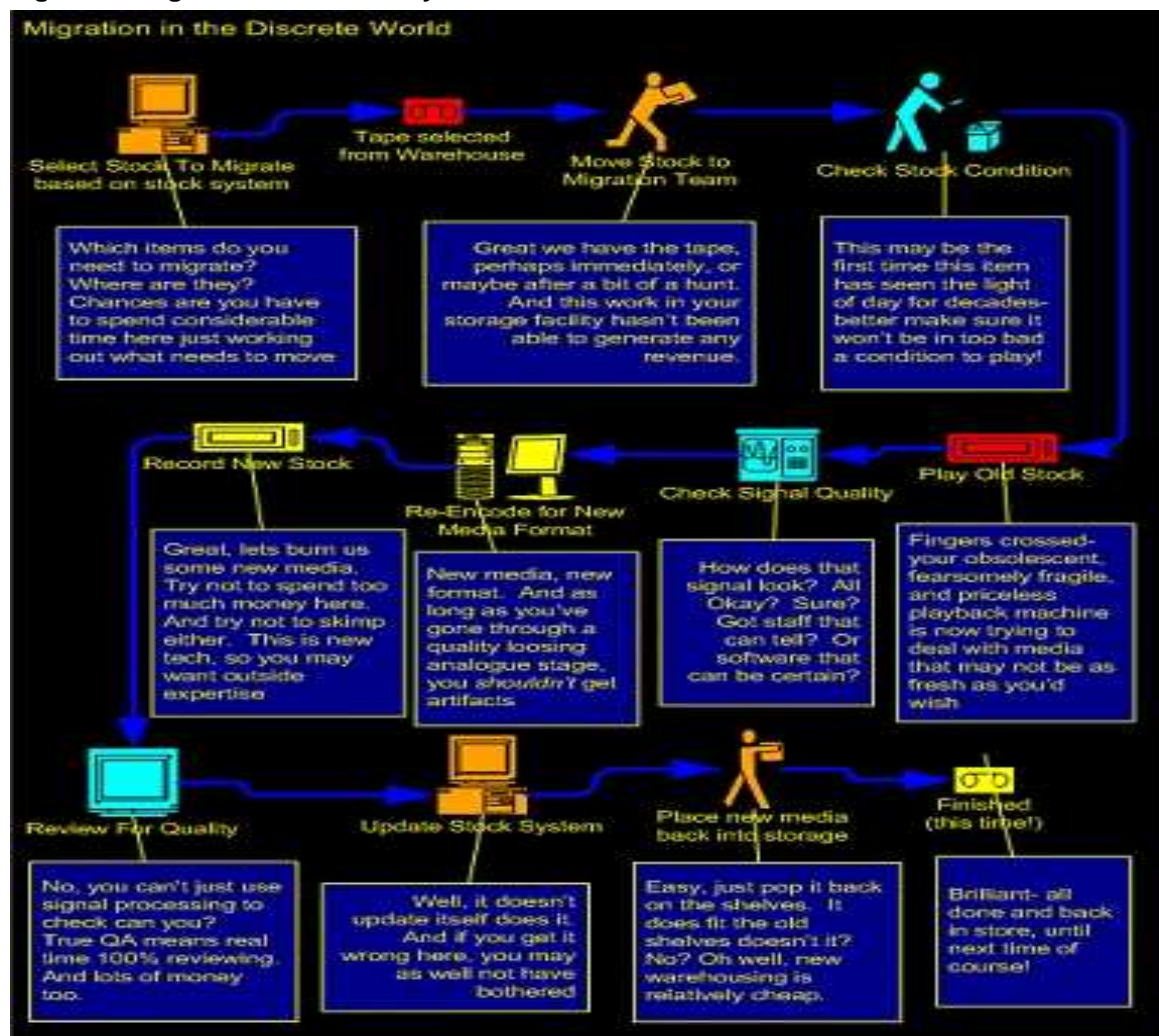 Migration in the Discrete World
Select Stock To Migrate
based on stock system
Tape selected
from Warehouse
Move Stock to
Migration Team
Check Stock Condition
Which items do you
need to migrate?
Where are they?
Chances are you have
to spend considerable
time here just working
out what needs to move
Great we have the tape,
perhaps immediately, or
maybe after a bit of a hunt.
And this work in your
storage facility hasn't been
able to generate any
revenue.
This may be the
first time this item
has seen the light
of day for decades-
better make sure it
won't be in too bad
a condition to play!
Record New Stock
Re-Encode for New
Media Format
Check Signal Quality
Play Old Stock
Great, lets burn us
some new media.
Try not to spend too
much money here.
And try not to skimp
either. This is new
tech, so you may
want outside
expertise
New media, new
format. And as
long as you've
gone through a
quality loosing
analogue stage,
you shouldn't get
artifacts
How does that
signal look? All
Okay? Sure?
Got staff that
can tell? Or
software that
can be certain?
Fingers crossed-
your obsolescent,
fearsomely fragile,
and priceless
playback machine
is now trying to
deal with media
that may not be as
fresh as you'd
wish
Review For Quality
Update Stock System
Place new media
back into storage
Finished
(this time!)
No, you can't just use
signal processing to
check can you?
True QA means real
time 100% reviewing.
And lots of money
too.
Well, it doesn't
update itself does it.
And if you get it
wrong here, you may
as well not have
bothered
Easy, just pop it back
on the shelves. It
does fit the old
shelves doesn't it?
No? Oh well, new
warehousing is
relatively cheap.
Brilliant- all
done and back
in store, until
next time of
course!